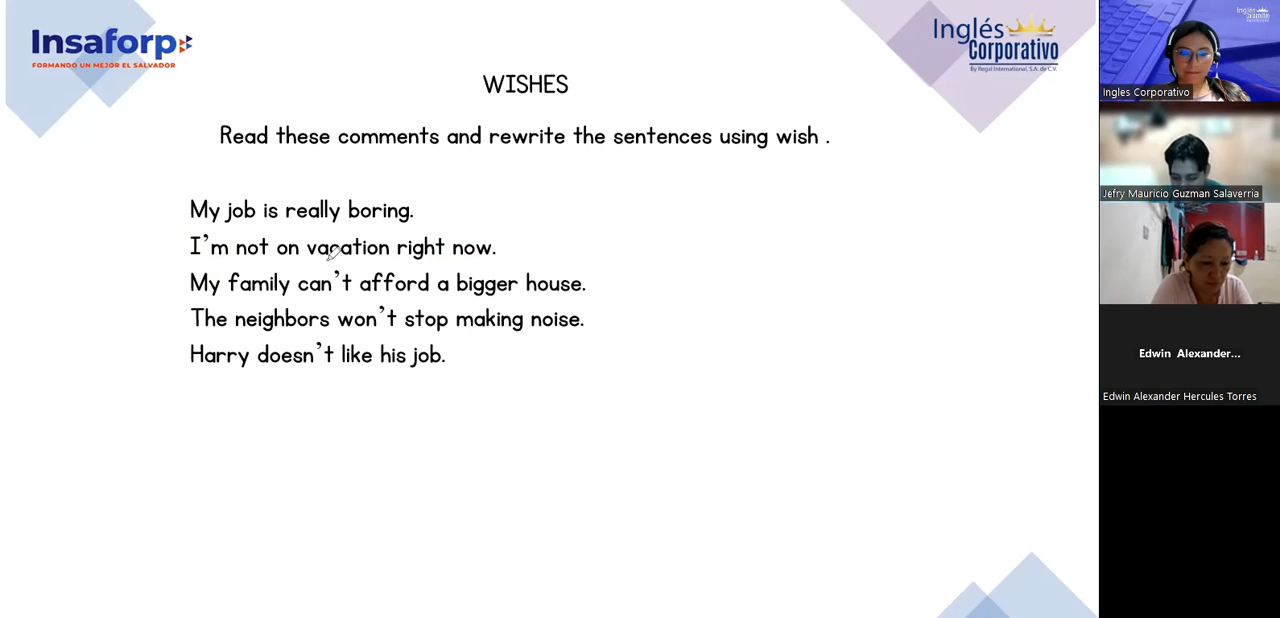 Insaforp
FORMANDO UN MEJOR EL SALVADOR
Inglés
Corporativo
By Regal International, S.A. de C.V.
WISHES
Read these comments and rewrite the sentences using wish .
My job is really boring.
I'm not on vacation right now.
My family can't afford a bigger house.
The neighbors won't stop making noise.
Harry doesn't like his job.
Ingles Corporativo
Jefry Mauricio Guzman Salaverria
Edwin Alexander...
Edwin Alexander Hercules Torres